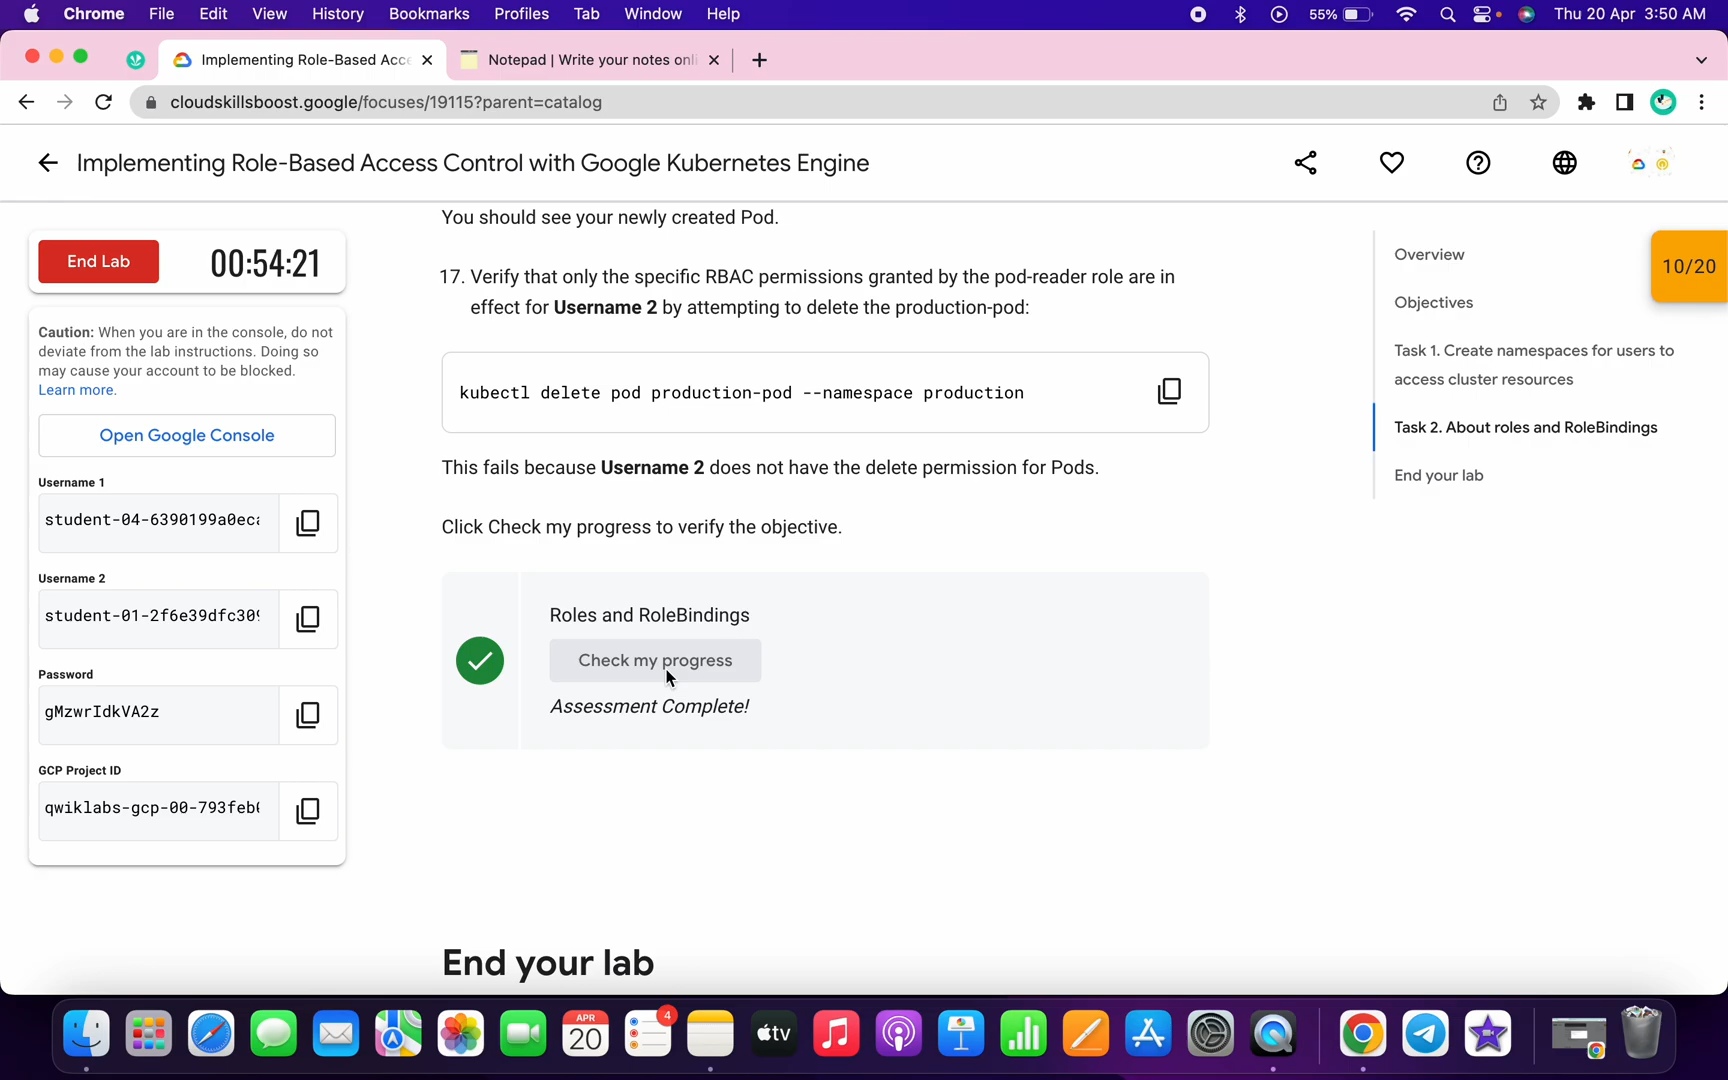 Chrome File Edit View History Bookmarks Profiles Tab Window Help 55% Thu 20 Apr 3:50 AM
Implementing Role-Based Acc Notepad | Write your notes onli
cloudskillsboost.google/focuses/19115?parent=catalog
Implementing Role-Based Access Control with Google Kubernetes Engine
End Lab 00:54:21
Caution: When you are in the console, do not
deviate from the lab instructions. Doing so
may cause your account to be blocked.
Learn more.
Open Google Console
Username 1
student-04-6390199a0eca
Username 2
student-01-2f6e39dfc309
Password
gMzwrIdkVA2z
GCP Project ID
qwiklabs-gcp-00-793feb
You should see your newly created Pod.
17. Verify that only the specific RBAC permissions granted by the pod-reader role are in
effect for Username 2 by attempting to delete the production-pod:
kubectl delete pod production-pod --namespace production
This fails because Username 2 does not have the delete permission for Pods.
Click Check my progress to verify the objective.
Roles and RoleBindings
Check my progress
Assessment Complete!
End your lab
Overview
Objectives
Task 1. Create namespaces for users to
access cluster resources
Task 2. About roles and RoleBindings
End your lab
10/20
APR
20
4
tv